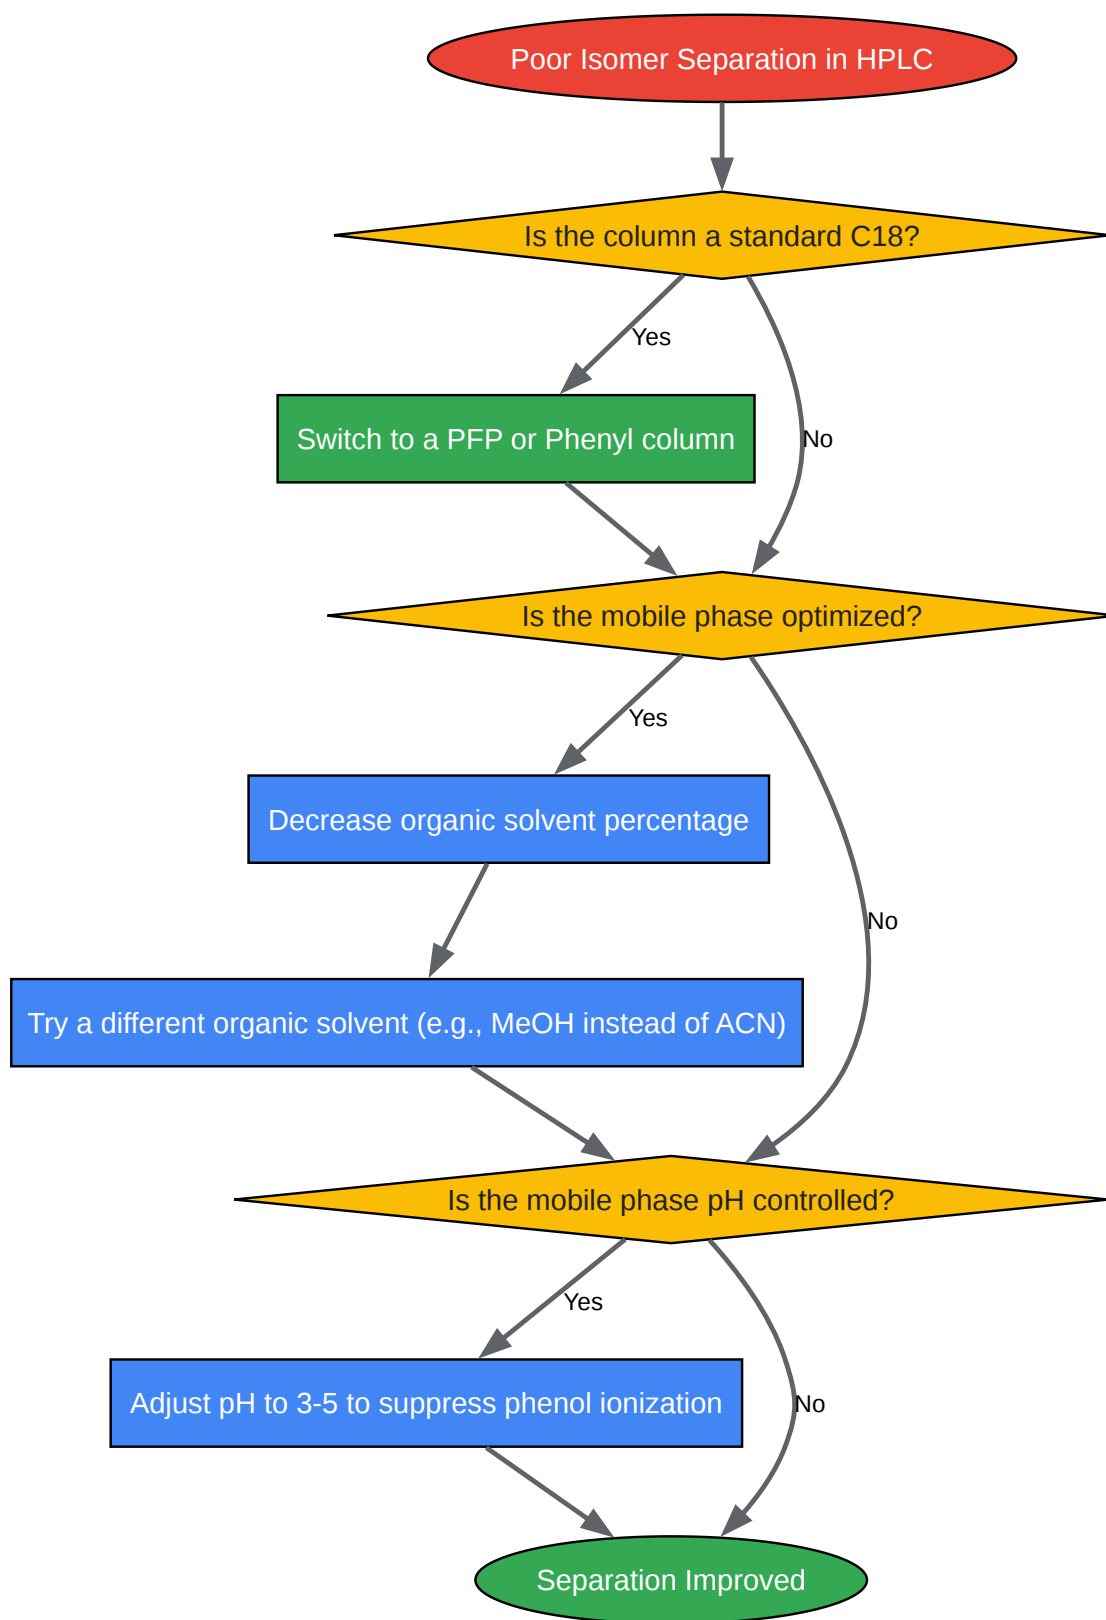 Poor Isomer Separation in HPLC
Is the column a standard C18?
Yes
Switch to a PFP or Phenyl column
No
Is the mobile phase optimized?
Yes
Decrease organic solvent percentage
No
Try a different organic solvent (e.g., MeOH instead of ACN)
Is the mobile phase pH controlled?
Yes
Adjust pH to 3-5 to suppress phenol ionization
No
Separation Improved